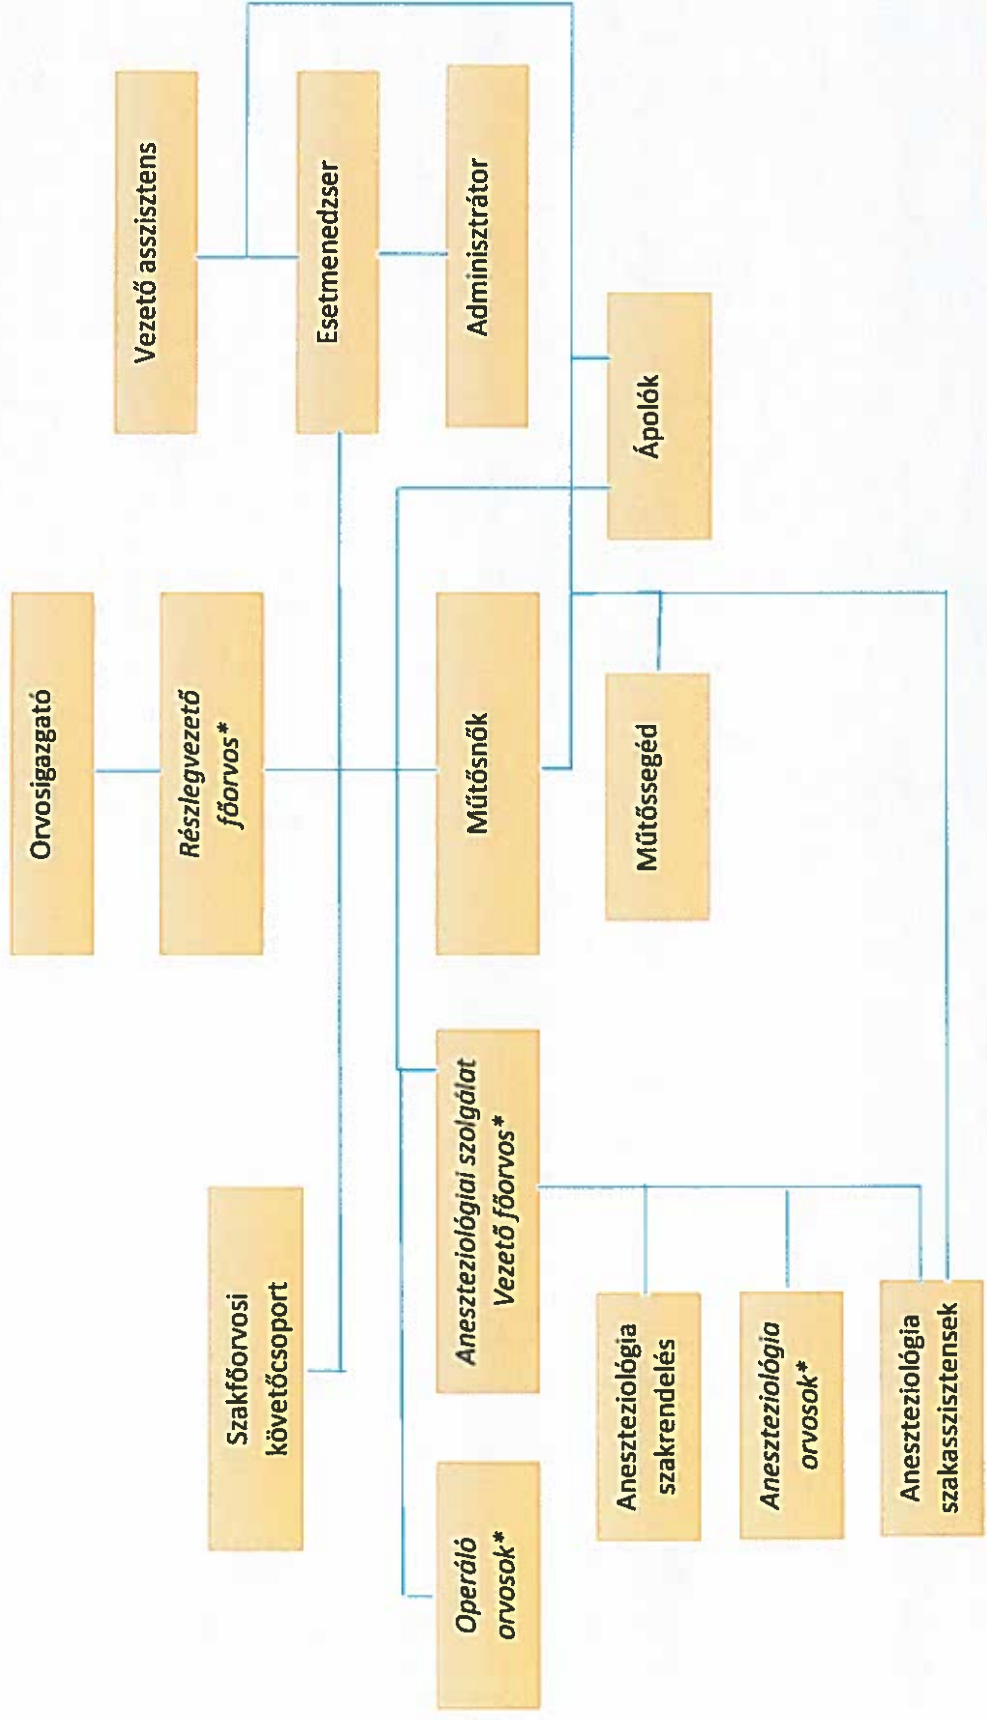 Orvosigazgató
Részlegvezető
főorvos*
Vezető asszisztens
Szakfőorvosi
követőcsoport
Esetmenedzser
Operáló
orvosok*
Aneszteziológiai szolgálat
Vezető főorvos*
Műtősnők
Adminisztrátor
Aneszteziológia
szakrendelés
Műtőssegéd
Ápolók
Aneszteziológia
orvosok*
Aneszteziológia
szakasszisztensek